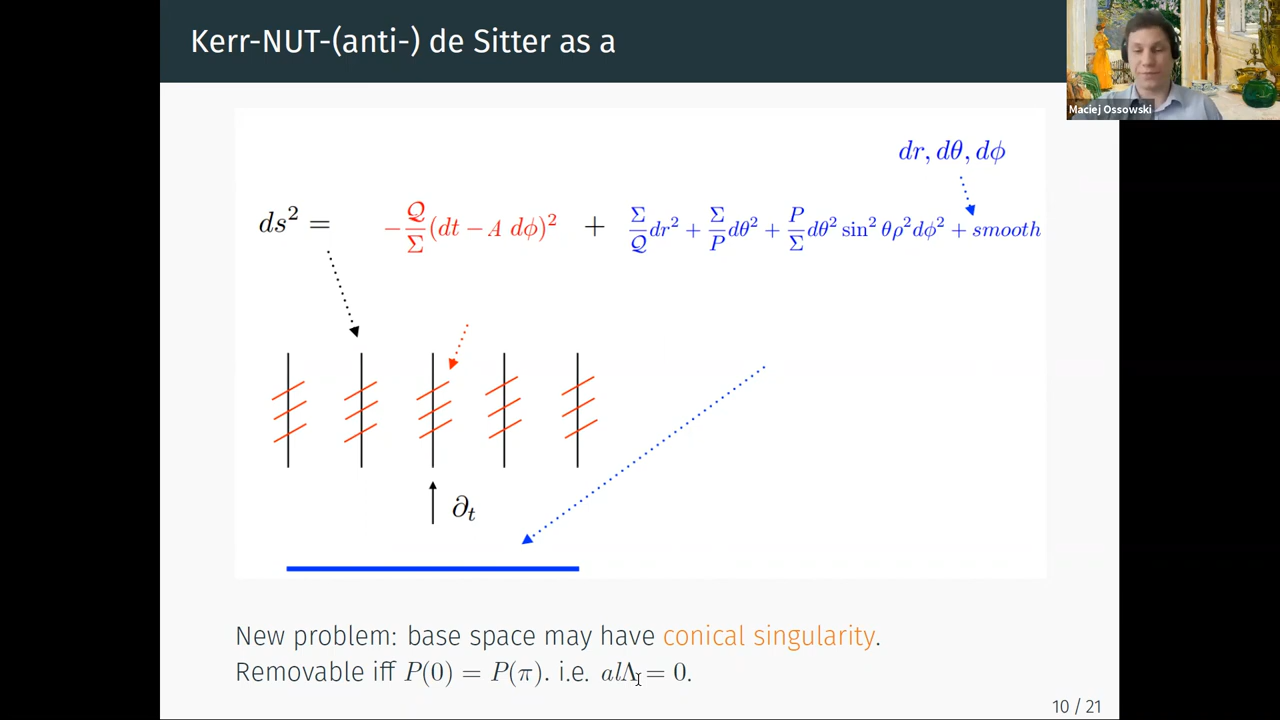 Kerr-NUT-(anti-) de Sitter as a
Maciej Ossowski
dr, dθ, dϕ
ds² = −𝒬/Σ (dt − A dϕ)² + Σ/𝒬 dr² + Σ/P dθ² + P/Σ dθ² sin² θρ² dϕ² + smooth
∂ₜ
New problem: base space may have conical singularity.
Removable iff P(0) = P(π). i.e. alΛ = 0.
10 / 21